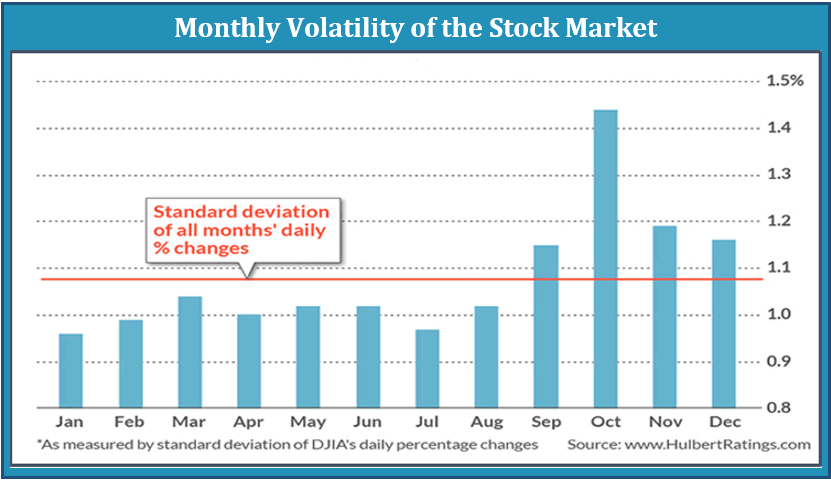 Monthly Volatility of the Stock Market
1.5%
1.4
1.3
Standard deviation
of all months' daily
% changes
1.2
1.1
1.0
0.9
0.8
Jan Feb Mar Apr May Jun Jul Aug Sep Oct Nov Dec
*As measured by standard deviation of DJIA's daily percentage changes Source: www.HulbertRatings.com